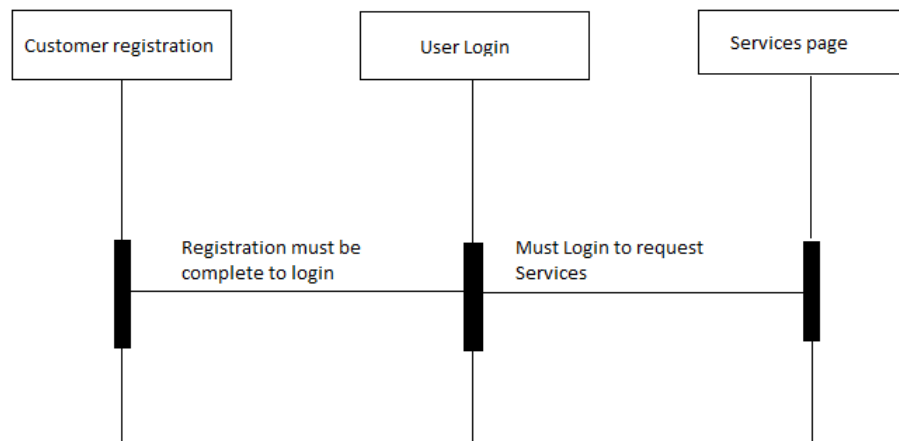 Customer registration
User Login
Services page
Registration must be
complete to login
Must Login to request
Services